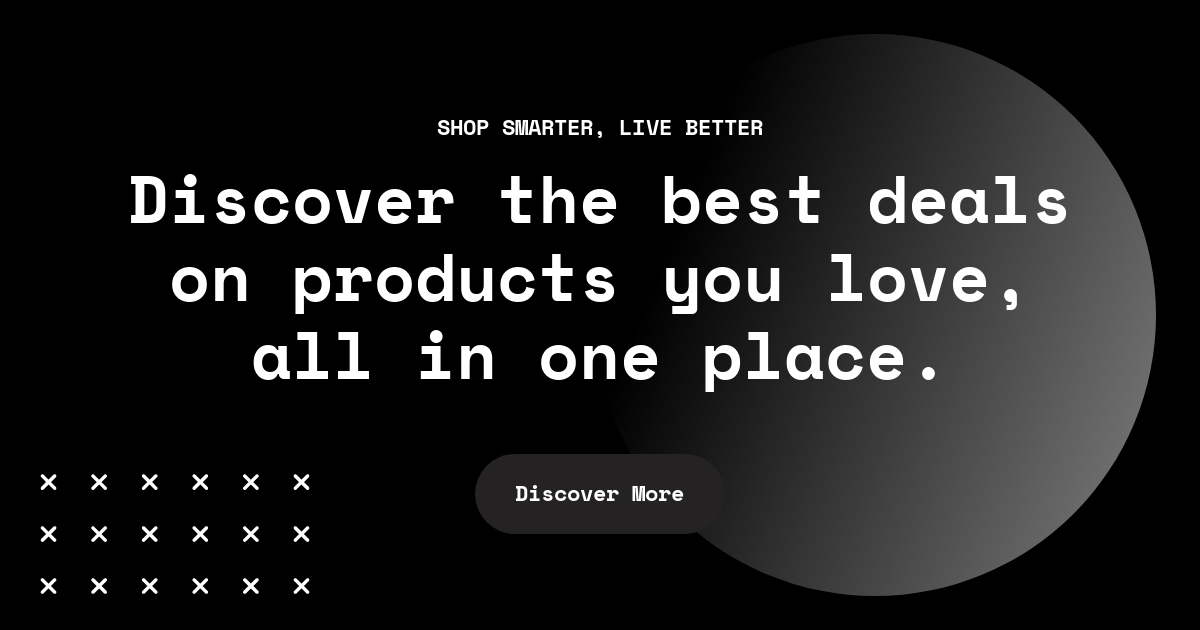 SHOP SMARTER, LIVE BETTER
Discover the best deals
on products you love,
all in one place.
Discover More